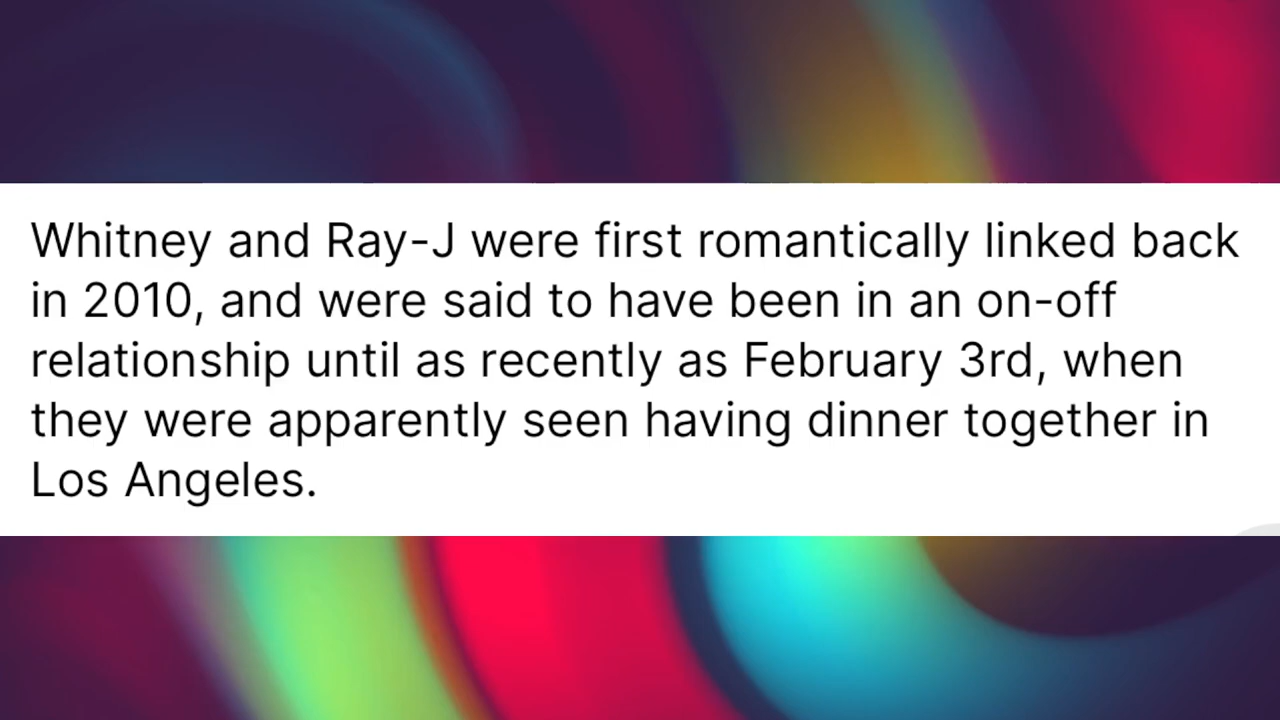 Whitney and Ray-J were first romantically linked back
in 2010, and were said to have been in an on-off
relationship until as recently as February 3rd, when
they were apparently seen having dinner together in
Los Angeles.